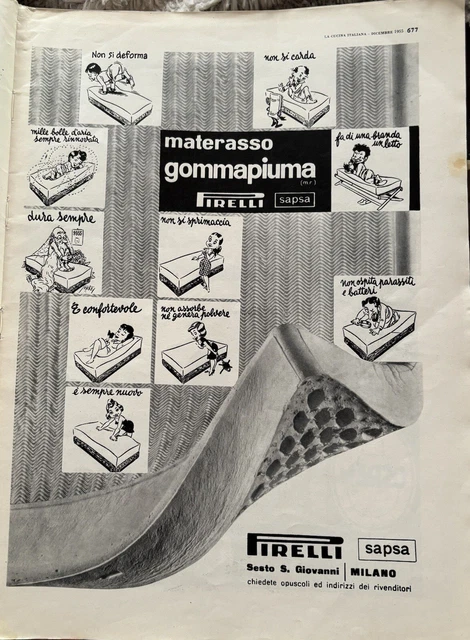 LA CUCINA ITALIANA - DICEMBRE 1953 677
Non si deforma
non si carda
mille bolle d'aria
sempre rinnovata
materasso
gommapiuma
(m r.)
PIRELLI sapsa
fa di una branda
un letto
dura sempre
non si sprimaccia
non ospita parassiti
e batteri
E confortevole
non assorbe
nè genera polvere
é sempre nuovo
PIRELLI sapsa
Sesto S. Giovanni MILANO
chiedete opuscoli ed indirizzi dei rivenditori